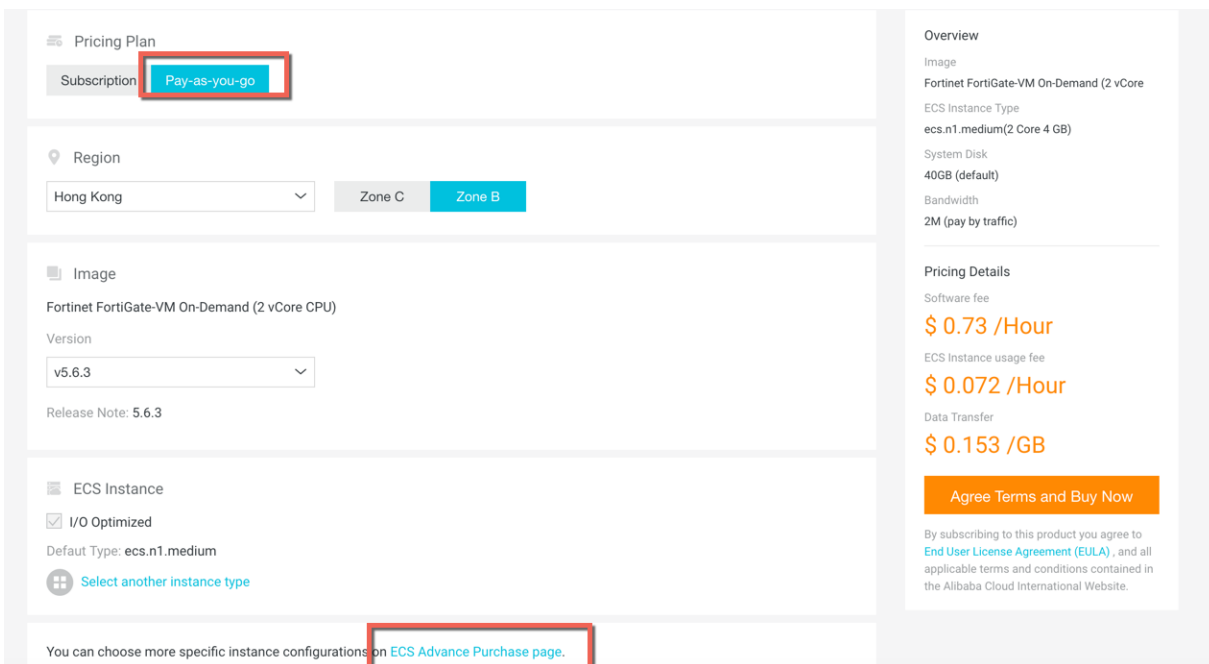 Pricing Plan
Subscription
Pay-as-you-go
Region
Hong Kong
Zone C
Zone B
Image
Fortinet FortiGate-VM On-Demand (2 vCore CPU)
Version
v5.6.3
Release Note: 5.6.3
ECS Instance
I/O Optimized
Defaut Type: ecs.n1.medium
Select another instance type
You can choose more specific instance configurations on ECS Advance Purchase page.
Overview
Image
Fortinet FortiGate-VM On-Demand (2 vCore
ECS Instance Type
ecs.n1.medium(2 Core 4 GB)
System Disk
40GB (default)
Bandwidth
2M (pay by traffic)
Pricing Details
Software fee
$ 0.73 /Hour
ECS Instance usage fee
$ 0.072 /Hour
Data Transfer
$ 0.153 /GB
Agree Terms and Buy Now
By subscribing to this product you agree to
End User License Agreement (EULA) , and all
applicable terms and conditions contained in
the Alibaba Cloud International Website.